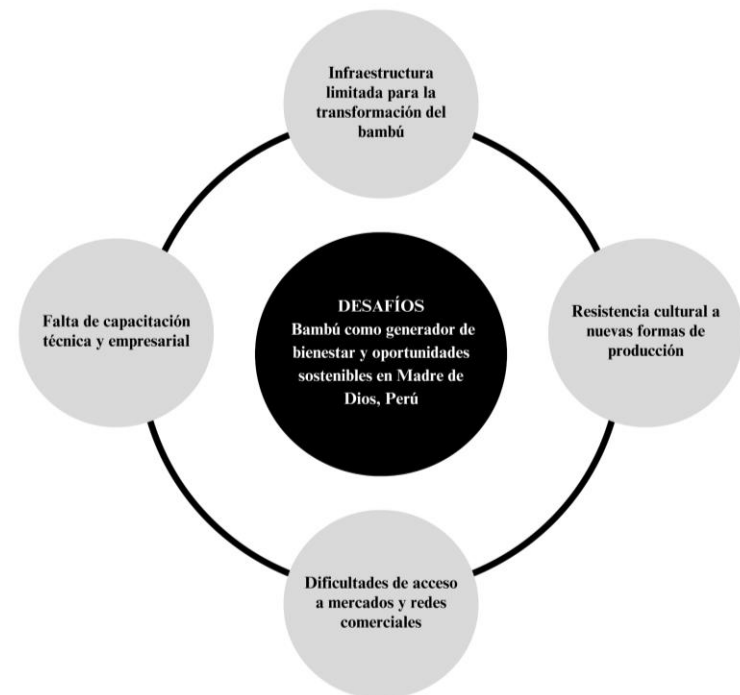 Infraestructura
limitada para la
transformación del
bambú
Falta de capacitación
técnica y empresarial
DESAFÍOS
Bambú como generador de
bienestar y oportunidades
sostenibles en Madre de
Dios, Perú
Resistencia cultural a
nuevas formas de
producción
Dificultades de acceso
a mercados y redes
comerciales